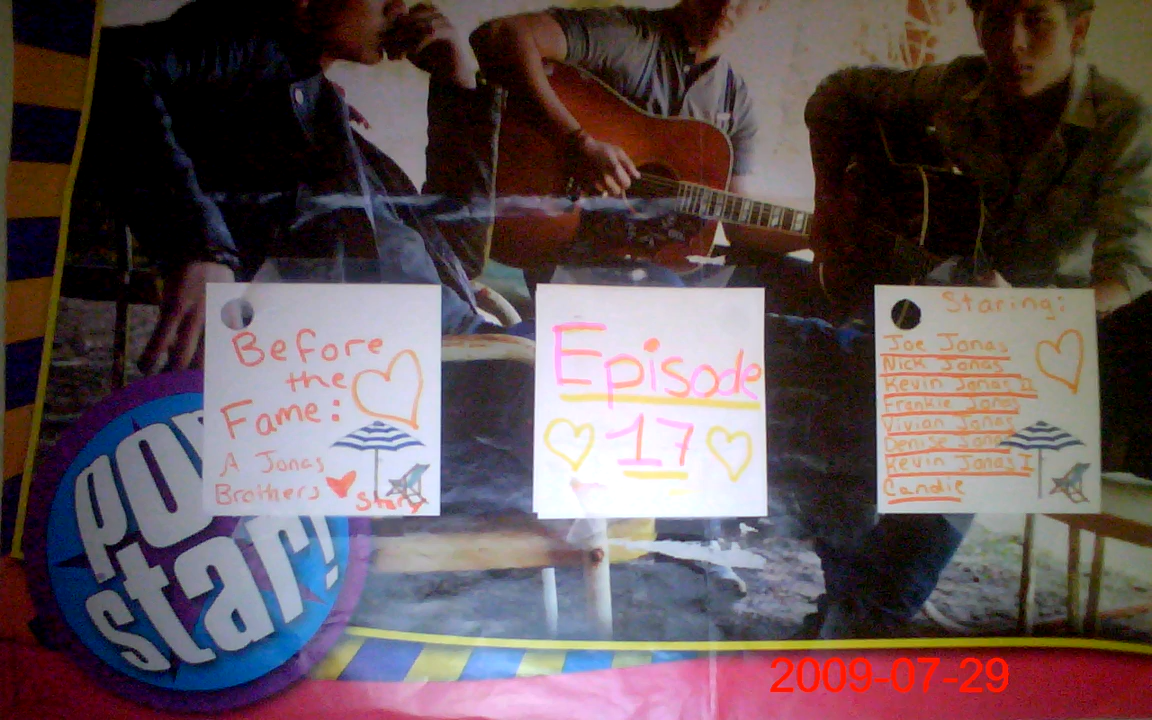 Before
the
Fame:
A Jonas
Brothers
Story
Episode
17
Staring:
Joe Jonas
Nick Jonas
Kevin Jonas II
Frankie Jonas
Vivian Jonas
Denise Jonas
Kevin Jonas I
Candie
pop
star!
2009-07-29